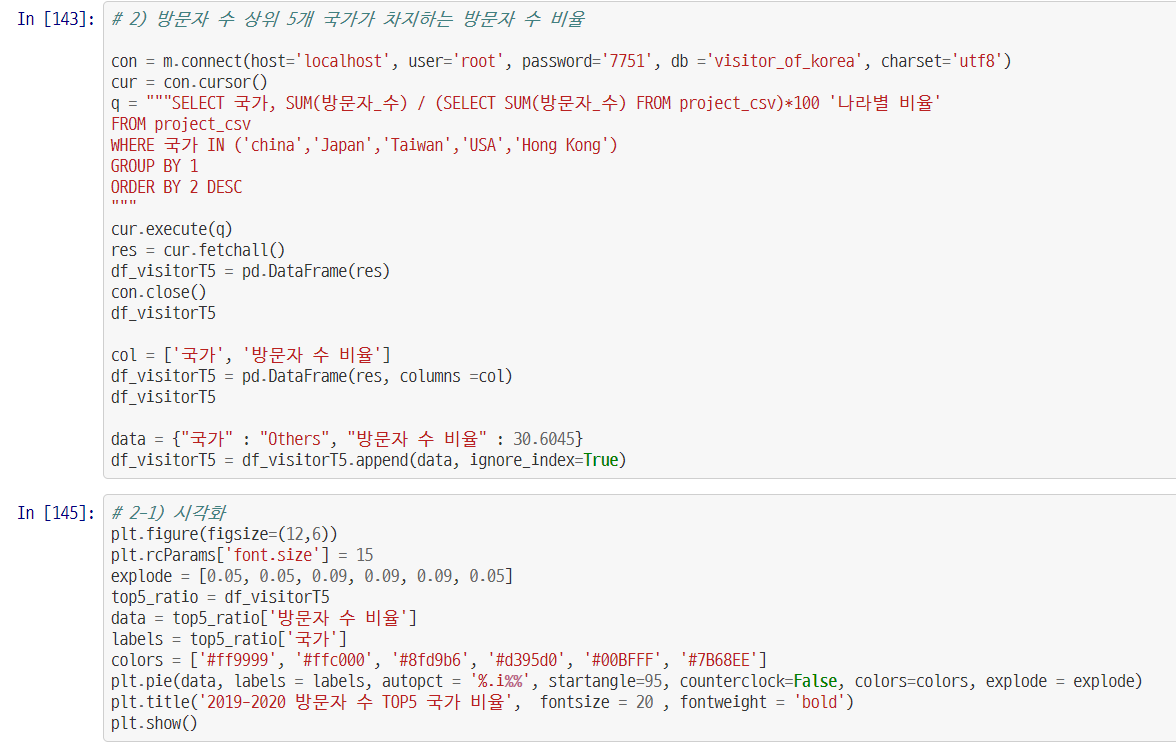 In [143]:
# 2) 방문자 수 상위 5개 국가가 차지하는 방문자 수 비율
con = m.connect(host='localhost', user='root', password='7751', db ='visitor_of_korea', charset='utf8')
cur = con.cursor()
q = """SELECT 국가, SUM(방문자_수) / (SELECT SUM(방문자_수) FROM project_csv)*100 '나라별 비율'
FROM project_csv
WHERE 국가 IN ('china','Japan','Taiwan','USA','Hong Kong')
GROUP BY 1
ORDER BY 2 DESC
"""
cur.execute(q)
res = cur.fetchall()
df_visitorT5 = pd.DataFrame(res)
con.close()
df_visitorT5
col = ['국가', '방문자 수 비율']
df_visitorT5 = pd.DataFrame(res, columns =col)
df_visitorT5
data = {"국가" : "Others", "방문자 수 비율" : 30.6045}
df_visitorT5 = df_visitorT5.append(data, ignore_index=True)
In [145]:
# 2-1) 시각화
plt.figure(figsize=(12,6))
plt.rcParams['font.size'] = 15
explode = [0.05, 0.05, 0.09, 0.09, 0.09, 0.05]
top5_ratio = df_visitorT5
data = top5_ratio['방문자 수 비율']
labels = top5_ratio['국가']
colors = ['#ff9999', '#ffc000', '#8fd9b6', '#d395d0', '#00BFFF', '#7B68EE']
plt.pie(data, labels = labels, autopct = '%.i%%', startangle=95, counterclock=False, colors=colors, explode = explode)
plt.title('2019-2020 방문자 수 TOP5 국가 비율',  fontsize = 20 , fontweight = 'bold')
plt.show()